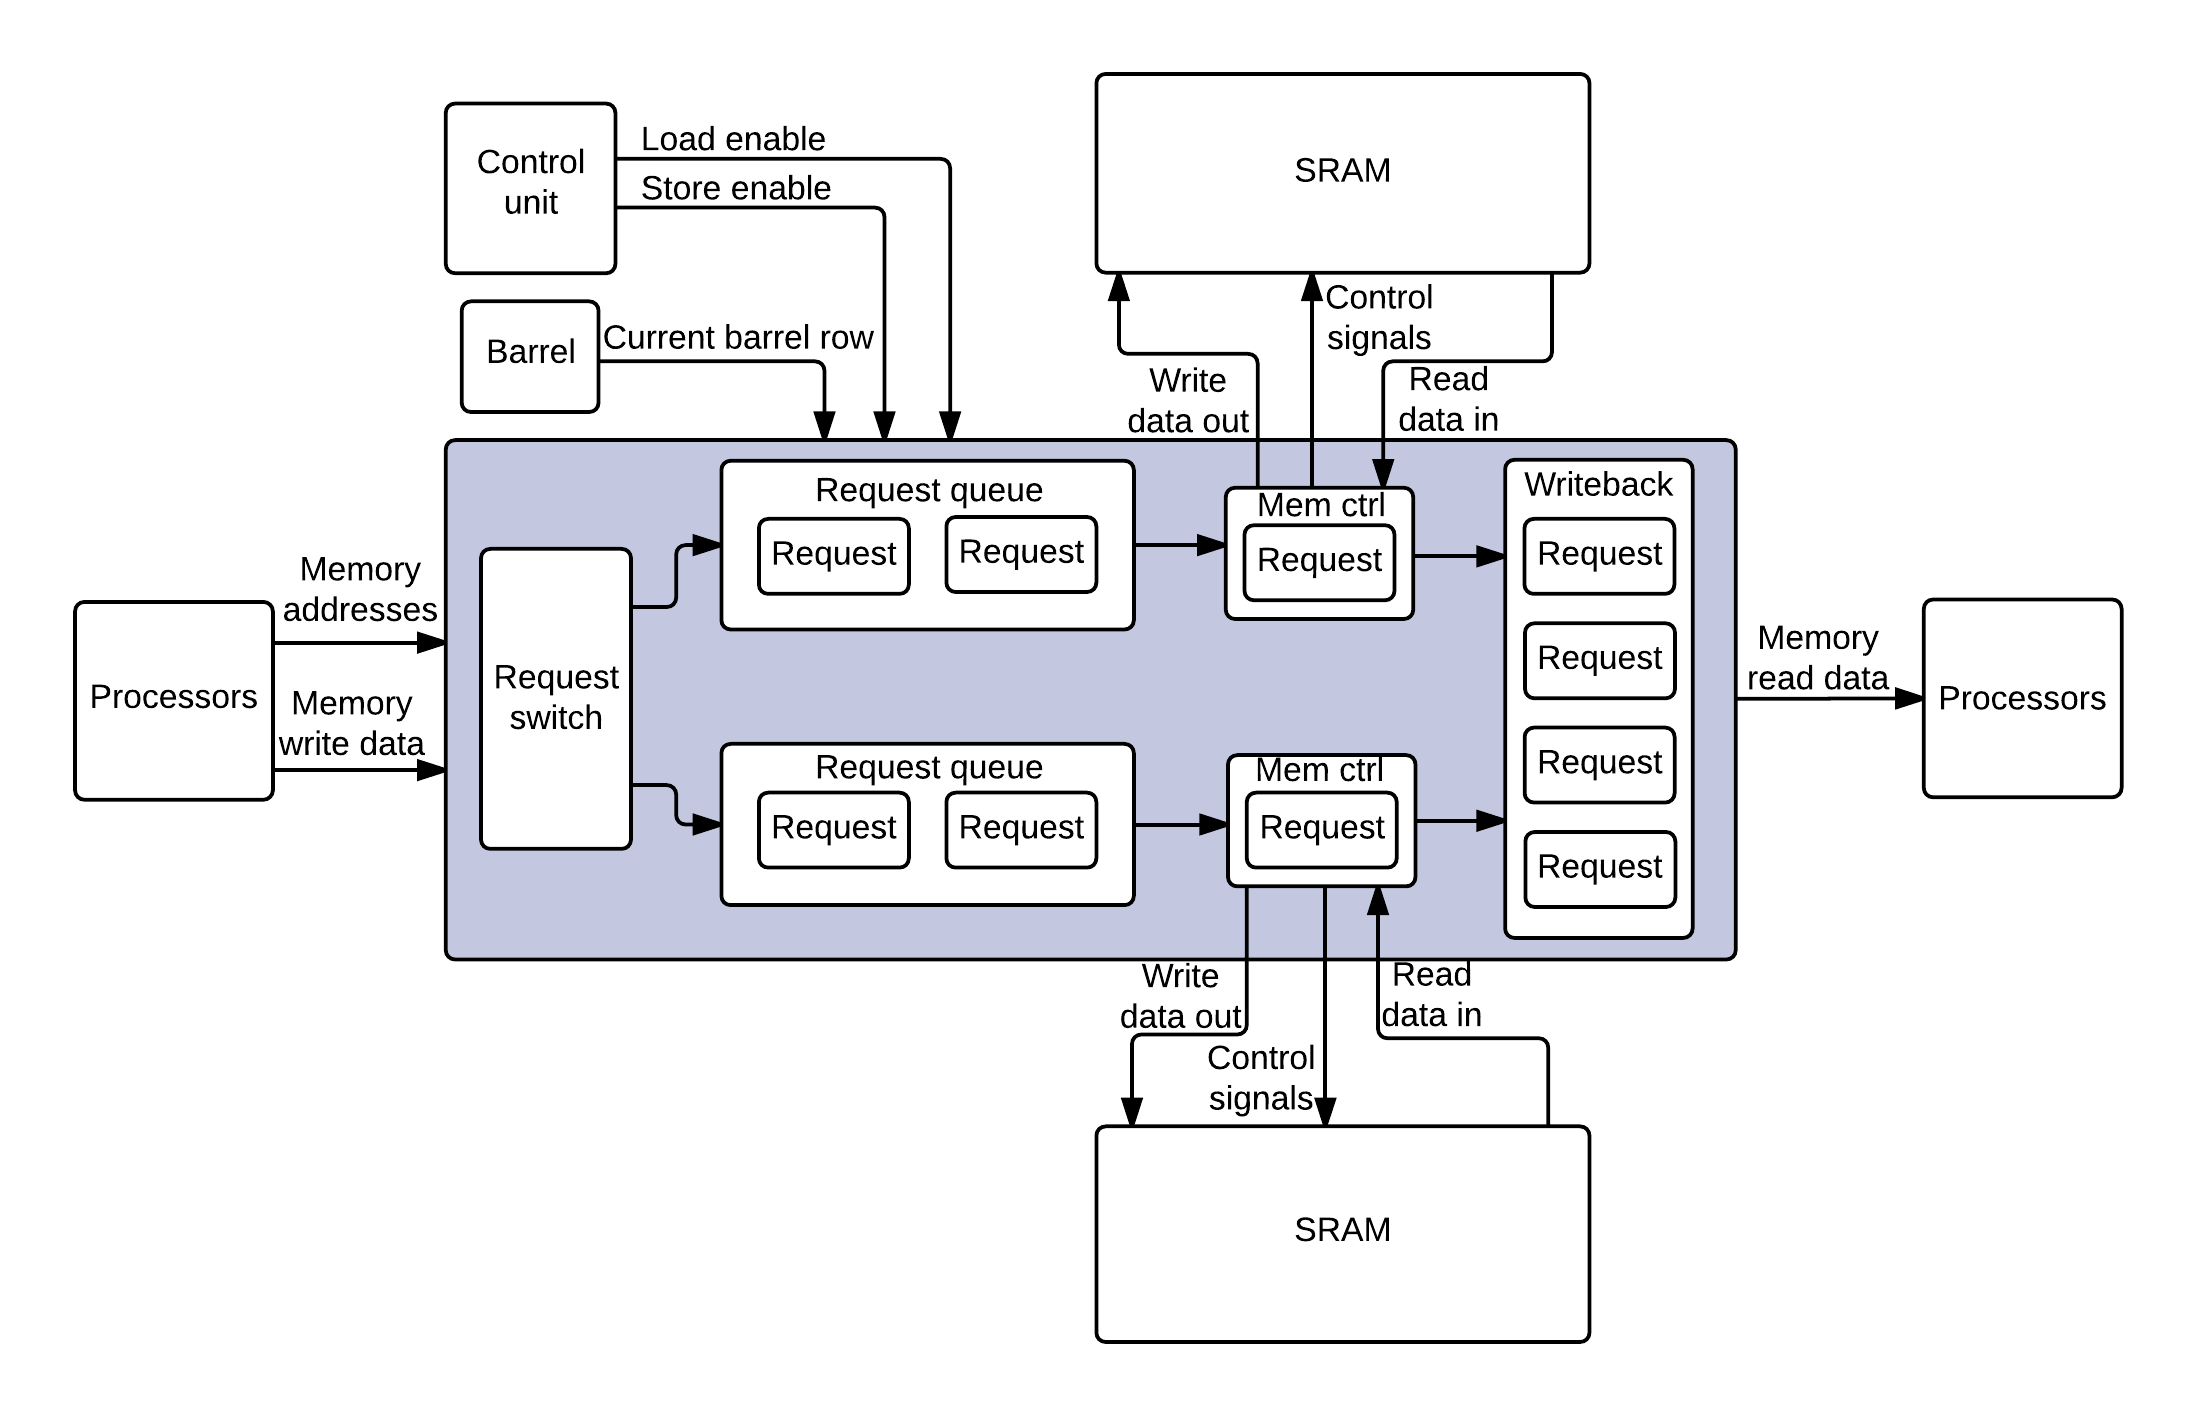 Control
unit
Load enable
Store enable
SRAM
Barrel
Current barrel row
Control
signals
Write
data out
Read
data in
Request queue
Request
Request
Mem ctrl
Request
Writeback
Request
Request
Request
Request
Memory
addresses
Processors
Memory
write data
Request
switch
Memory
read data
Processors
Request queue
Request
Request
Mem ctrl
Request
Write
data out
Read
data in
Control
signals
SRAM